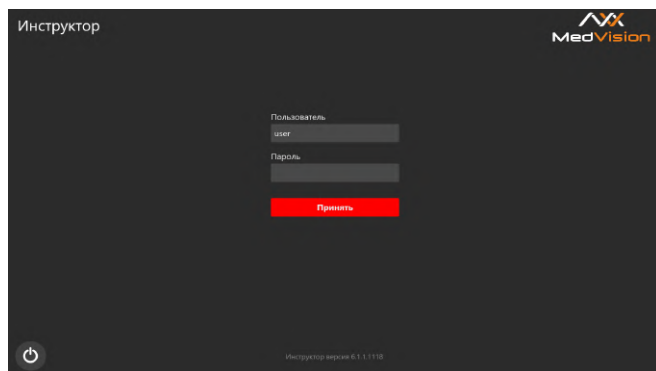 Инструктор
MedVision
Пользователь
user
Пароль
Принять
Инструктор версия 6.1.1.1118